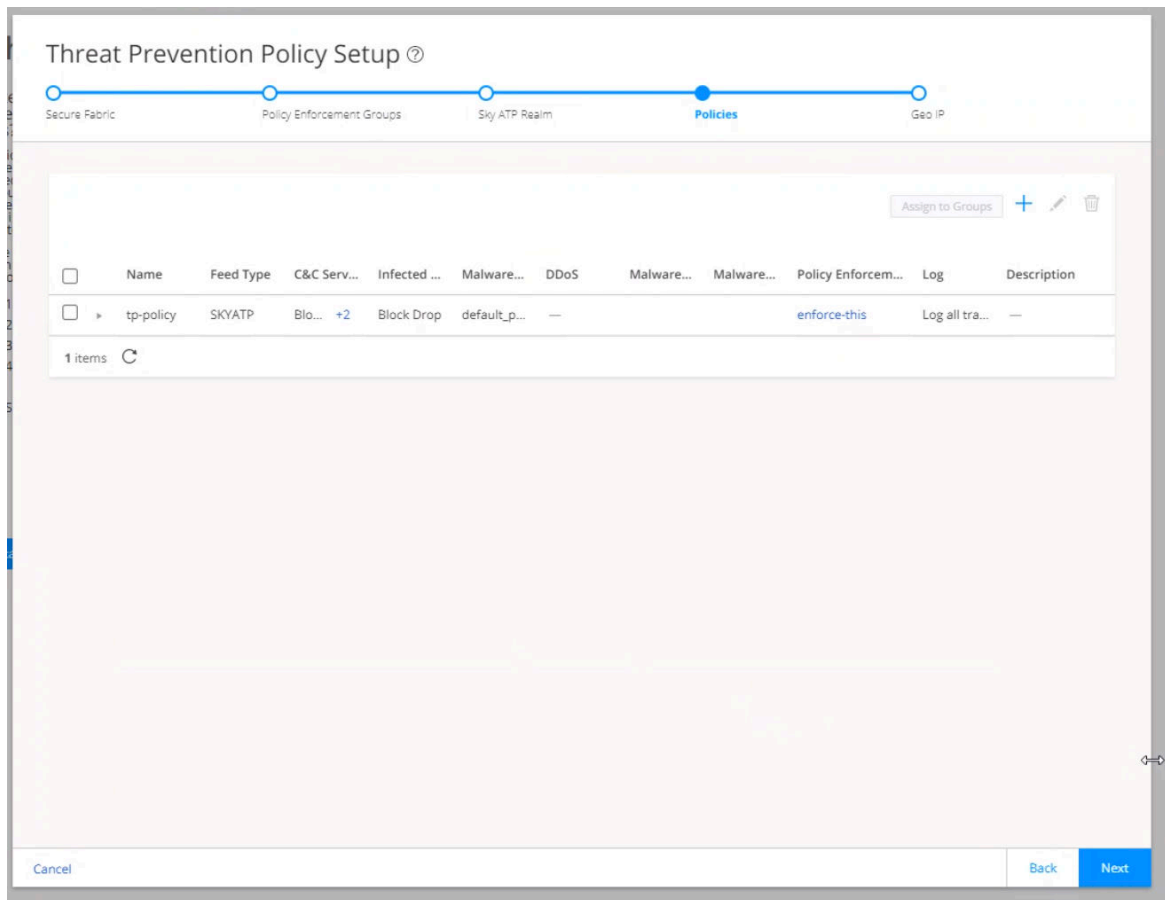 Threat Prevention Policy Setup ?
Secure Fabric Policy Enforcement Groups Sky ATP Realm Policies Geo IP
Assign to Groups
Name Feed Type C&C Serv... Infected ... Malware... DDoS Malware... Malware... Policy Enforcem... Log Description
tp-policy SKYATP Blo... +2 Block Drop default_p... — enforce-this Log all tra... —
1 items
Cancel Back Next